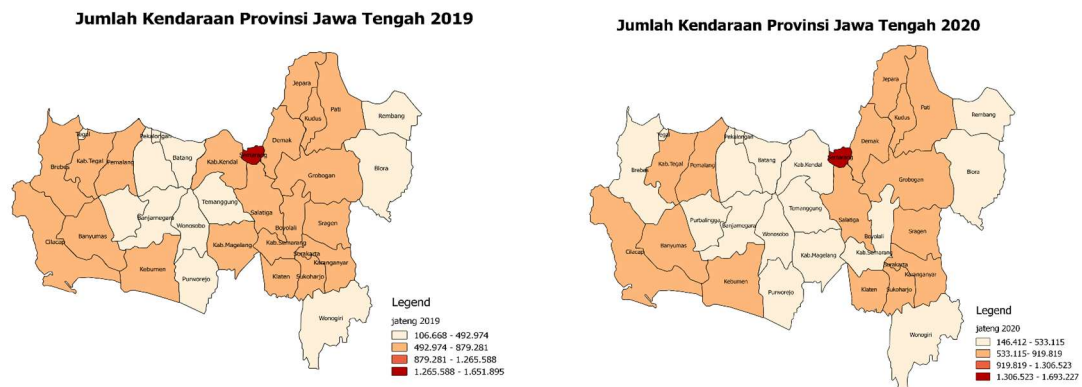 Jumlah Kendaraan Provinsi Jawa Tengah 2019
Jepara
Pati
Kudus
Rembang
Demak
Tegal
Pekalongan
Semarang
Brebes
Kab.Tegal
Pemalang
Batang
Kab.Kendal
Blora
Grobogan
Temanggung
Salatiga
Banjarnegara
Wonosobo
Boyolali
Sragen
Cilacap
Banyumas
Kab.Magelang
Kab.Semarang
Surakarta
Karanganyar
Kebumen
Purworejo
Klaten
Sukoharjo
Wonogiri
Legend
jateng 2019
106.668 - 492.974
492.974 - 879.281
879.281 - 1.265.588
1.265.588 - 1.651.895
Jumlah Kendaraan Provinsi Jawa Tengah 2020
Jepara
Pati
Kudus
Rembang
Demak
Tegal
Pekalongan
Semarang
Brebes
Kab.Tegal
Pemalang
Batang
Kab.Kendal
Blora
Grobogan
Temanggung
Salatiga
Purbalingga
Banjarnegara
Wonosobo
Boyolali
Sragen
Cilacap
Banyumas
Kab.Magelang
Kab.Semarang
Surakarta
Karanganyar
Kebumen
Purworejo
Klaten
Sukoharjo
Wonogiri
Legend
jateng 2020
146.412 - 533.115
533.115- 919.819
919.819 - 1.306.523
1.306.523 - 1.693.227